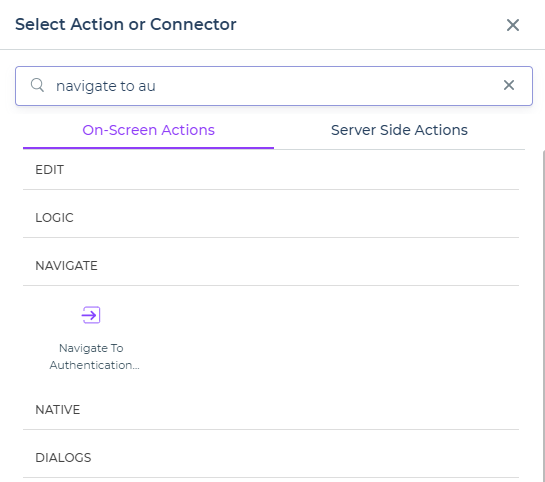 Select Action or Connector
navigate to au
On-Screen Actions
Server Side Actions
EDIT
LOGIC
NAVIGATE
Navigate To
Authentication...
NATIVE
DIALOGS